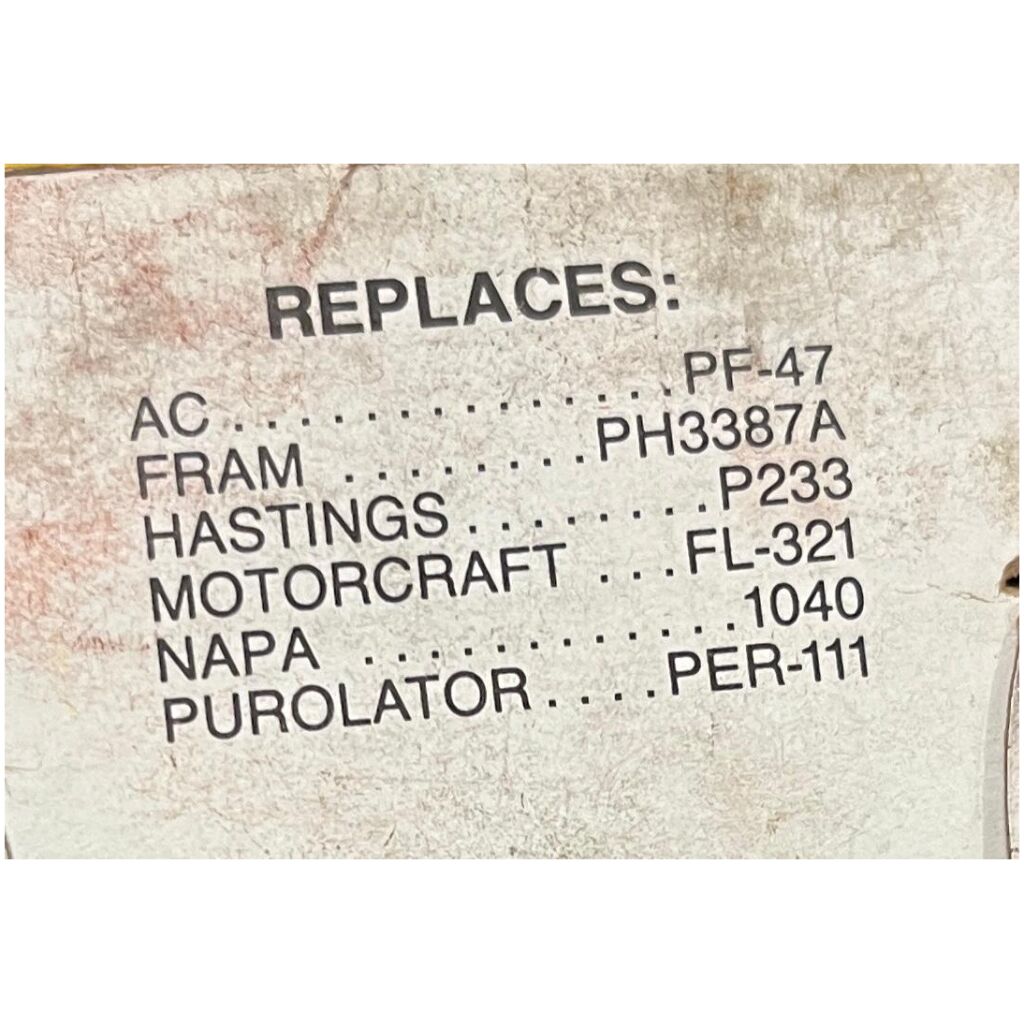 REPLACES:
AC..............PF-47
FRAM ........PH3387A
HASTINGS........P233
MOTORCRAFT ...FL-321
NAPA ............1040
PUROLATOR....PER-111